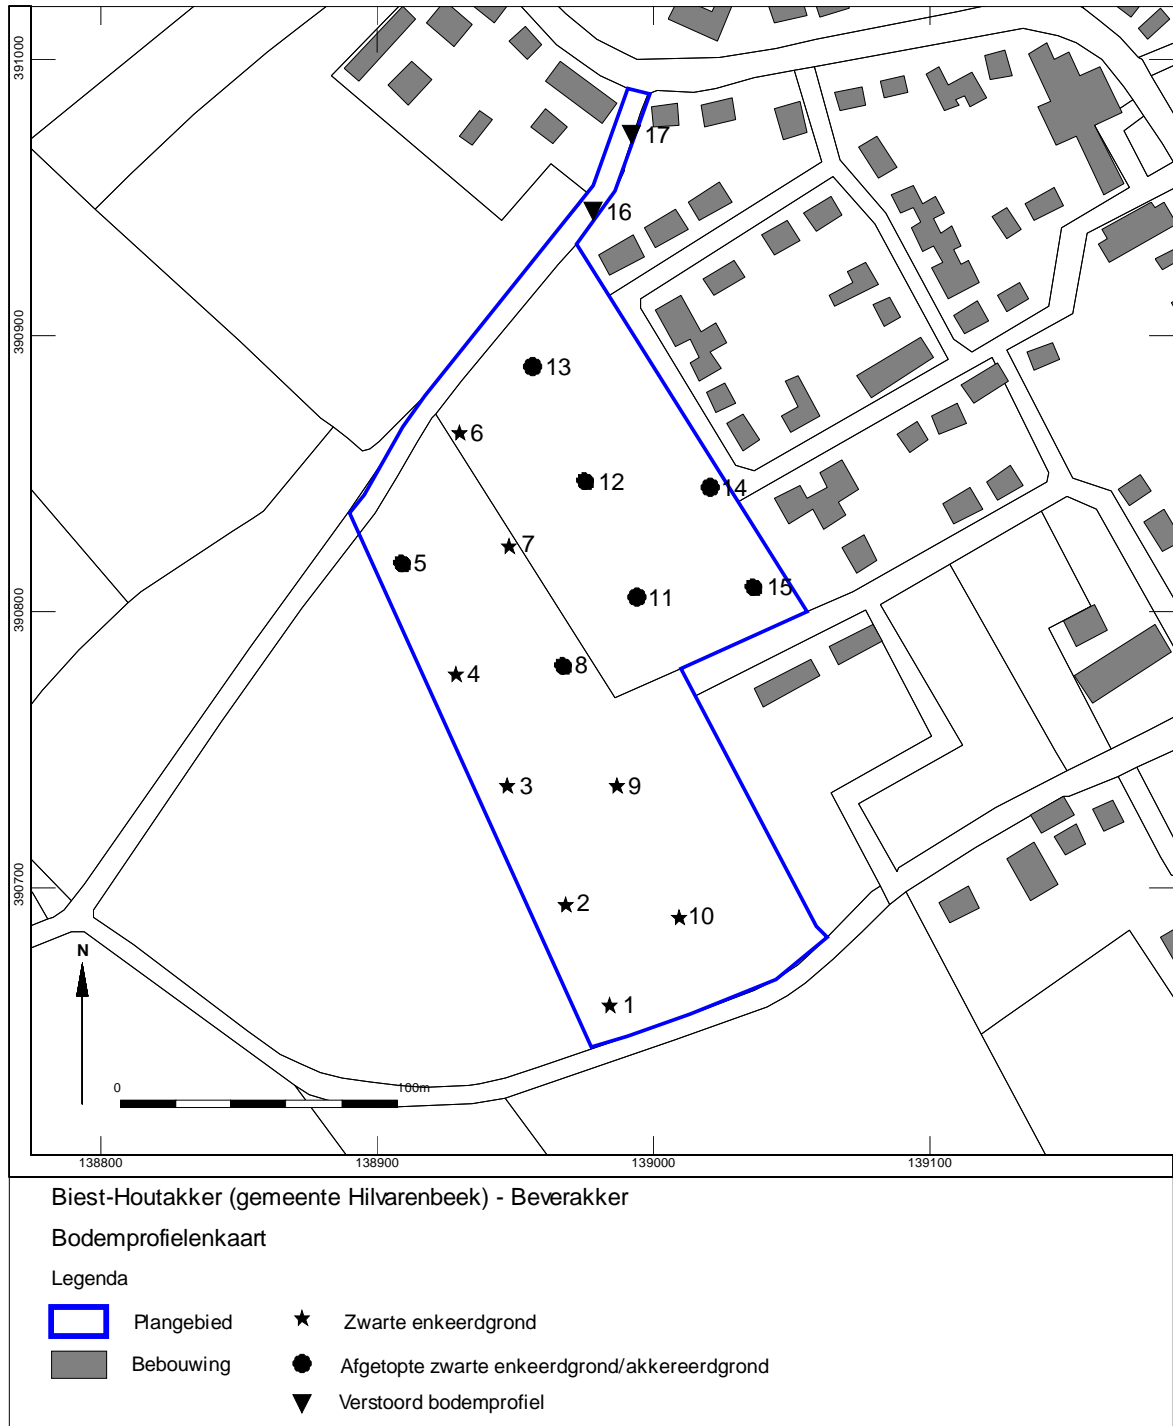 391000
17
16
390900
13
6
12
14
7
5
15
11
390800
8
4
3
9
390700
2
10
N
1
0
100m
138800
138900
139000
139100
Biest-Houtakker (gemeente Hilvarenbeek) - Beverakker
Bodemprofielenkaart
Legenda
Plangebied
Zwarte enkeerdgrond
Bebouwing
Afgetopte zwarte enkeerdgrond/akkereerdgrond
Verstoord bodemprofiel